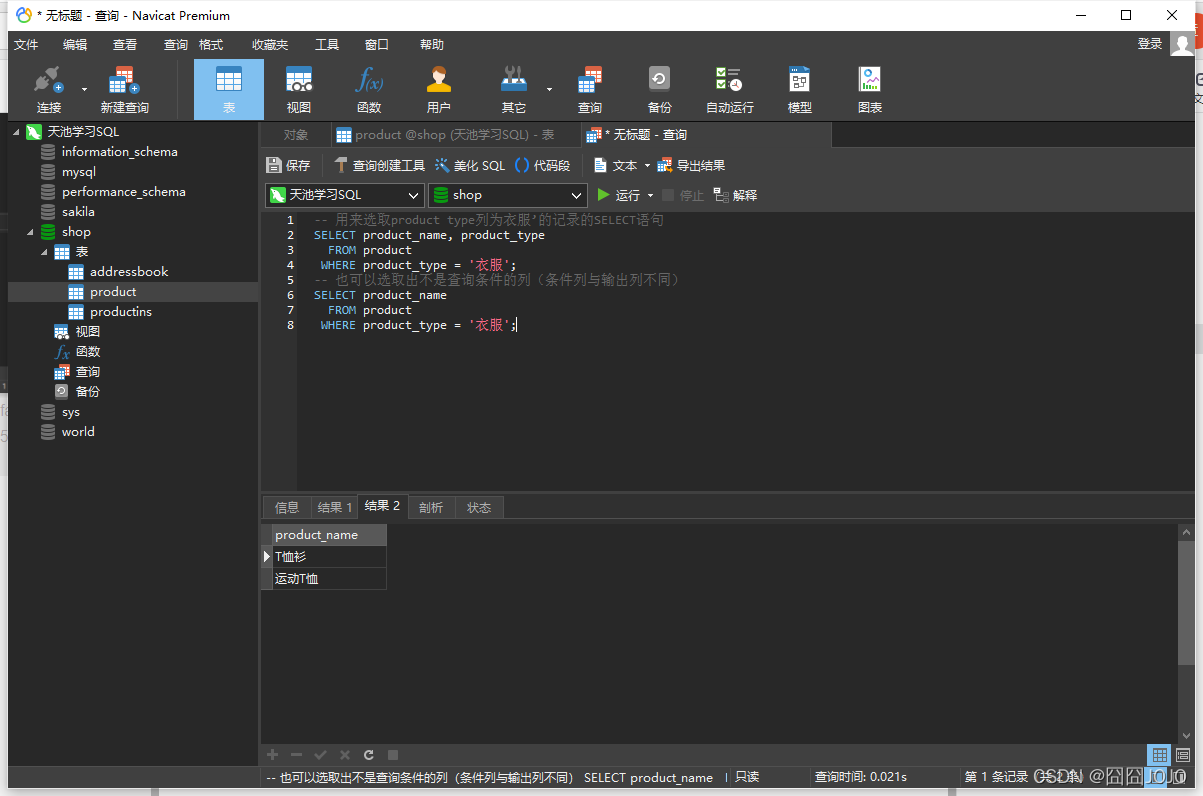 * 无标题 - 查询 - Navicat Premium
文件 编辑 查看 查询 格式 收藏夹 工具 窗口 帮助 登录
连接 新建查询 表 视图 函数 用户 其它 查询 备份 自动运行 模型 图表
天池学习SQL
information_schema
mysql
performance_schema
sakila
shop
表
addressbook
product
productins
视图
函数
查询
备份
sys
world
对象 product @shop (天池学习SQL) - 表 * 无标题 - 查询
保存 查询创建工具 美化 SQL 代码段 文本 导出结果
天池学习SQL shop 运行 停止 解释
1 -- 用来选取product type列为衣服’的记录的SELECT语句
2 SELECT product_name, product_type
3 FROM product
4 WHERE product_type = '衣服';
5 -- 也可以选取出不是查询条件的列（条件列与输出列不同）
6 SELECT product_name
7 FROM product
8 WHERE product_type = '衣服';
信息 结果 1 结果 2 剖析 状态
product_name
T恤衫
运动T恤
-- 也可以选取出不是查询条件的列（条件列与输出列不同） SELECT product_name 只读 查询时间: 0.021s 第 1 条记录 (共 2 条)
CSDN @囧囧JOJO